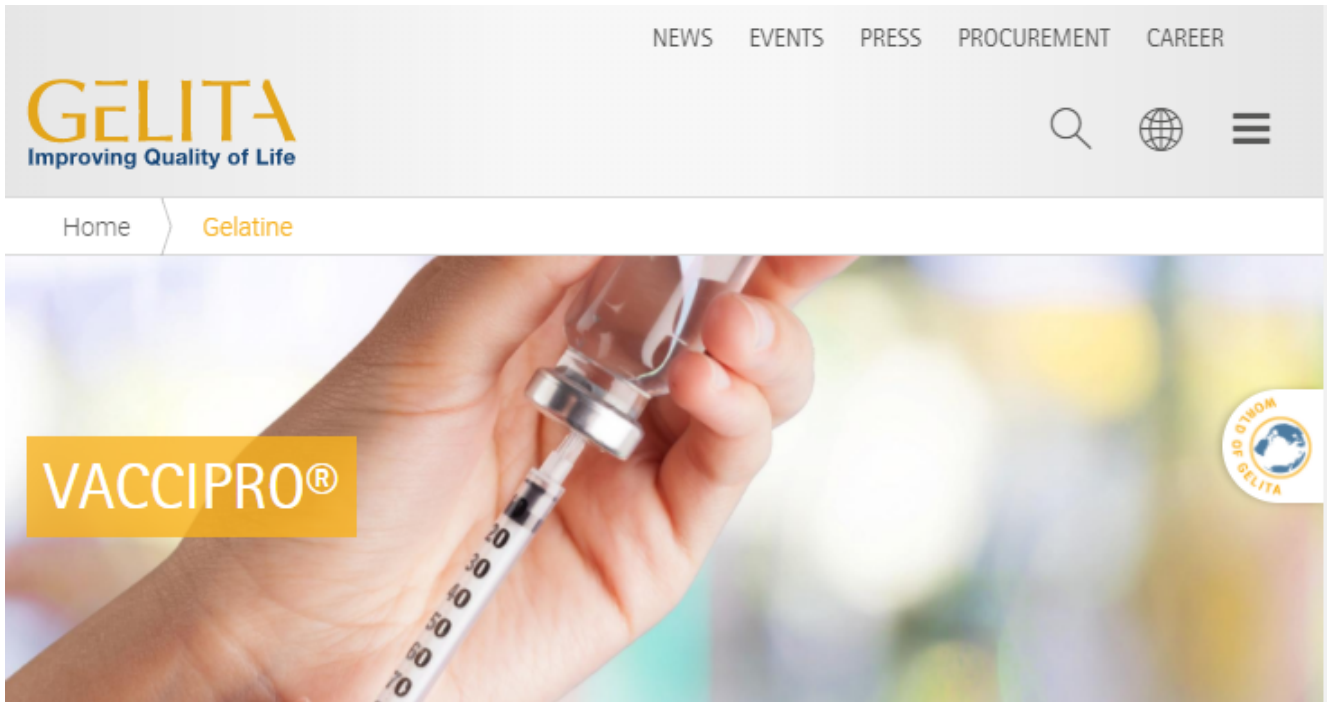 NEWS EVENTS PRESS PROCUREMENT CAREER
GELITA
Improving Quality of Life
Home Gelatine
VACCIPRO®
WORLD OF GELITA
20
30
40
50
60
70